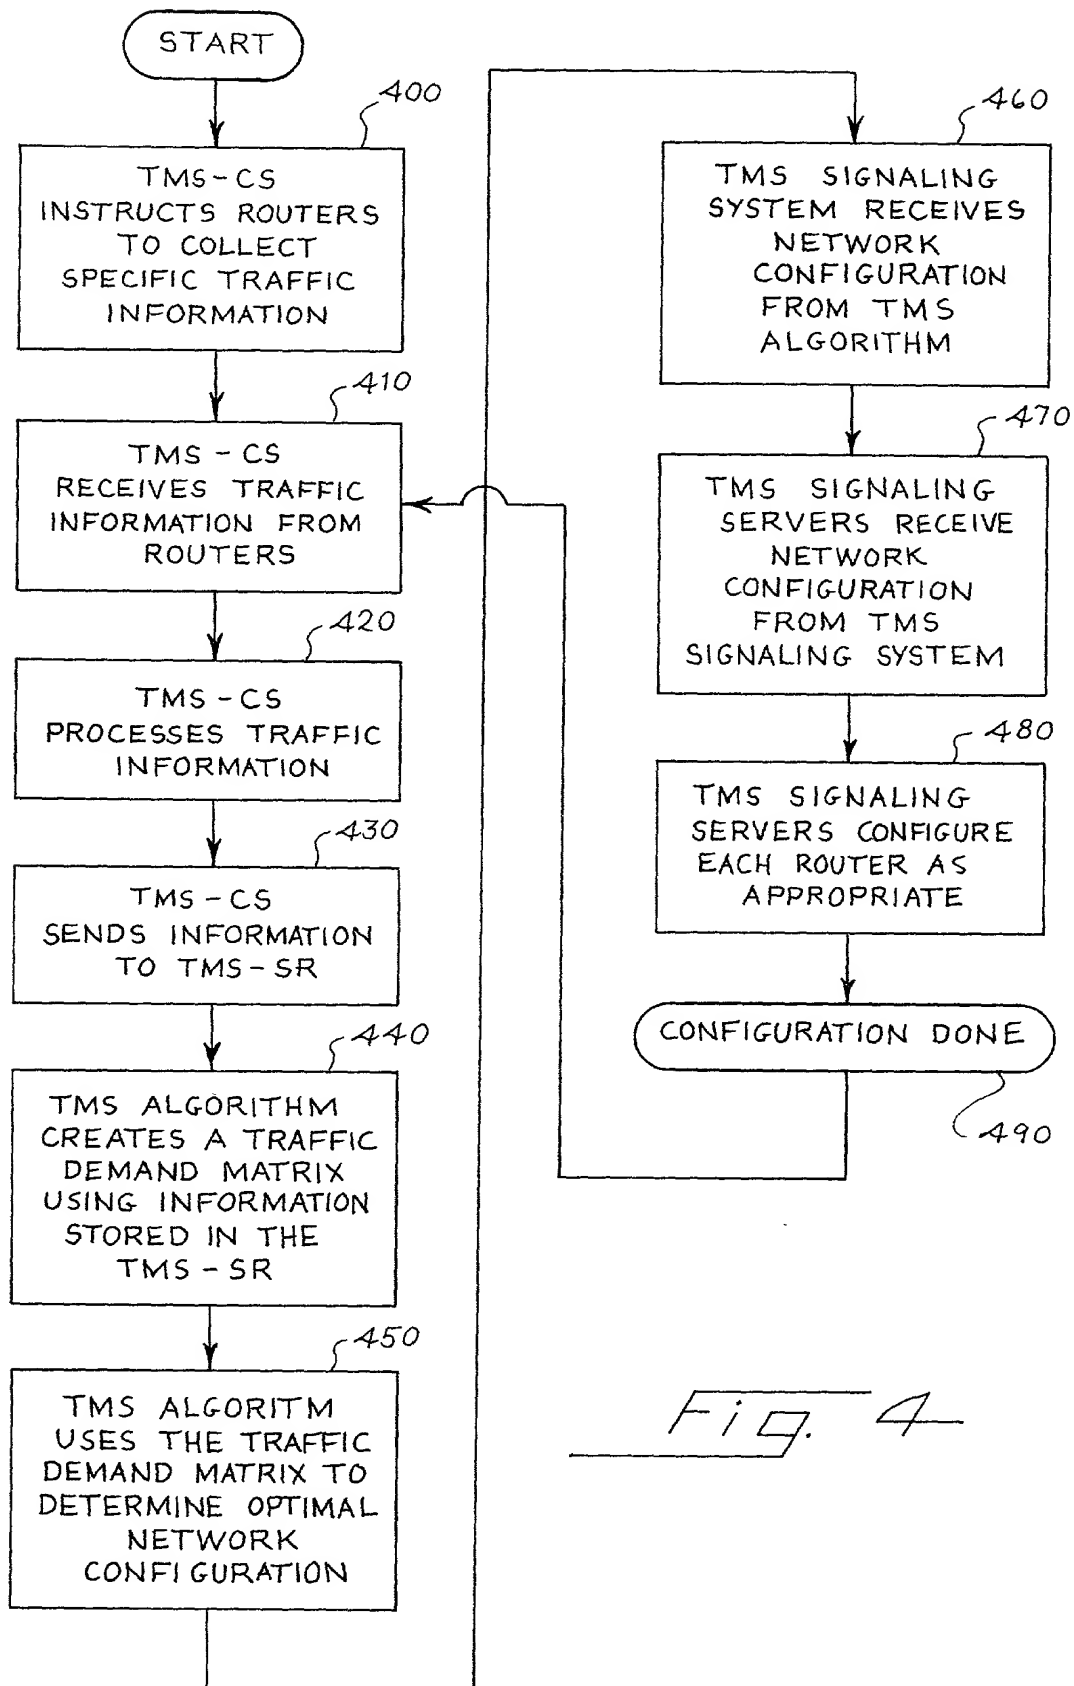 START
400
TMS-CS
INSTRUCTS ROUTERS
TO COLLECT
SPECIFIC TRAFFIC
INFORMATION
410
TMS-CS
RECEIVES TRAFFIC
INFORMATION FROM
ROUTERS
420
TMS-CS
PROCESSES TRAFFIC
INFORMATION
430
TMS-CS
SENDS INFORMATION
TO TMS-SR
440
TMS ALGORITHM
CREATES A TRAFFIC
DEMAND MATRIX
USING INFORMATION
STORED IN THE
TMS-SR
450
TMS ALGORITM
USES THE TRAFFIC
DEMAND MATRIX TO
DETERMINE OPTIMAL
NETWORK
CONFIGURATION
460
TMS SIGNALING
SYSTEM RECEIVES
NETWORK
CONFIGURATION
FROM TMS
ALGORITHM
470
TMS SIGNALING
SERVERS RECEIVE
NETWORK
CONFIGURATION
FROM TMS
SIGNALING SYSTEM
480
TMS SIGNALING
SERVERS CONFIGURE
EACH ROUTER AS
APPROPRIATE
CONFIGURATION DONE
490
Fig. 4